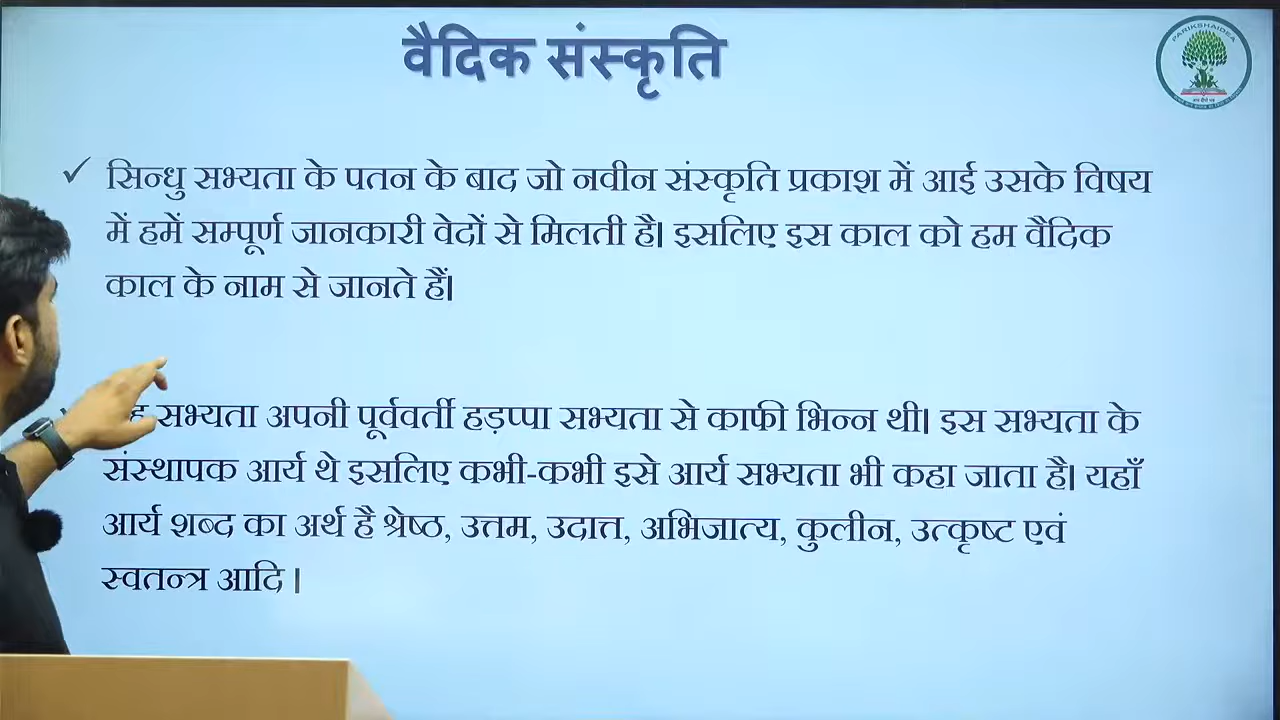 वैदिक संस्कृति
PARIKSHAIDEA
सिन्धु सभ्यता के पतन के बाद जो नवीन संस्कृति प्रकाश में आई उसके विषय
में हमें सम्पूर्ण जानकारी वेदों से मिलती है। इसलिए इस काल को हम वैदिक
काल के नाम से जानते हैं।
सभ्यता अपनी पूर्ववर्ती हड़प्पा सभ्यता से काफी भिन्न थी। इस सभ्यता के
संस्थापक आर्य थे इसलिए कभी-कभी इसे आर्य सभ्यता भी कहा जाता है। यहाँ
आर्य शब्द का अर्थ है श्रेष्ठ, उत्तम, उदात्त, अभिजात्य, कुलीन, उत्कृष्ट एवं
स्वतन्त्र आदि ।